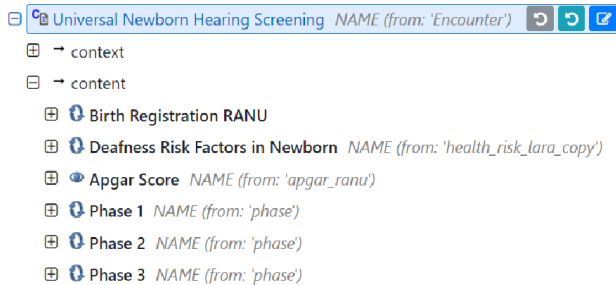 Universal Newborn Hearing Screening NAME (from: 'Encounter')
context
content
Birth Registration RANU
Deafness Risk Factors in Newborn NAME (from: 'health_risk_lara_copy')
Apgar Score NAME (from: 'apgar_ranu')
Phase 1 NAME (from: 'phase')
Phase 2 NAME (from: 'phase')
Phase 3 NAME (from: 'phase')